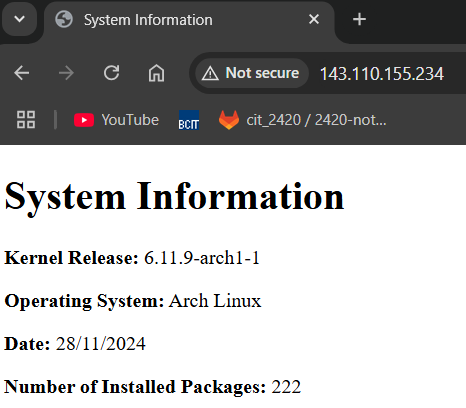 System Information
Not secure 143.110.155.234
YouTube BCIT cit_2420 / 2420-not...
System Information
Kernel Release: 6.11.9-arch1-1
Operating System: Arch Linux
Date: 28/11/2024
Number of Installed Packages: 222